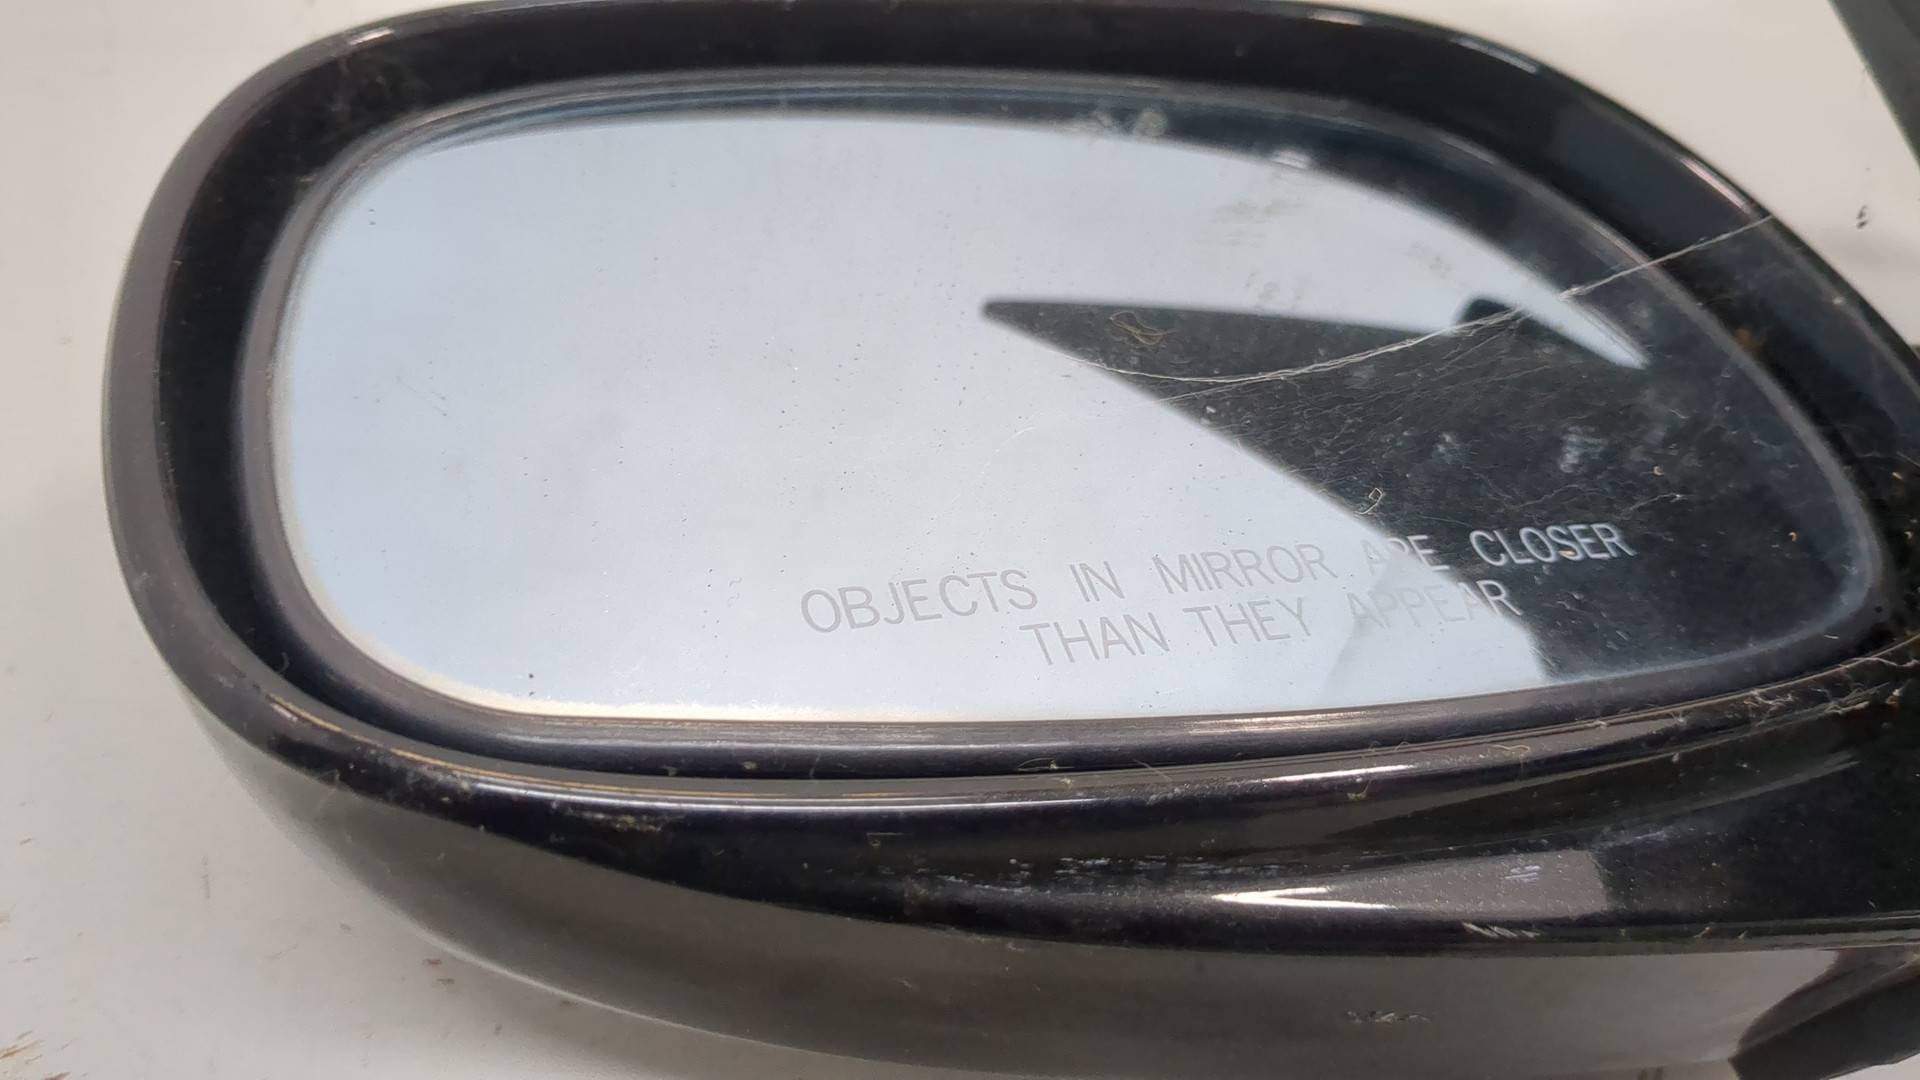 OBJECTS IN MIRROR ARE CLOSER
THAN THEY APPEAR